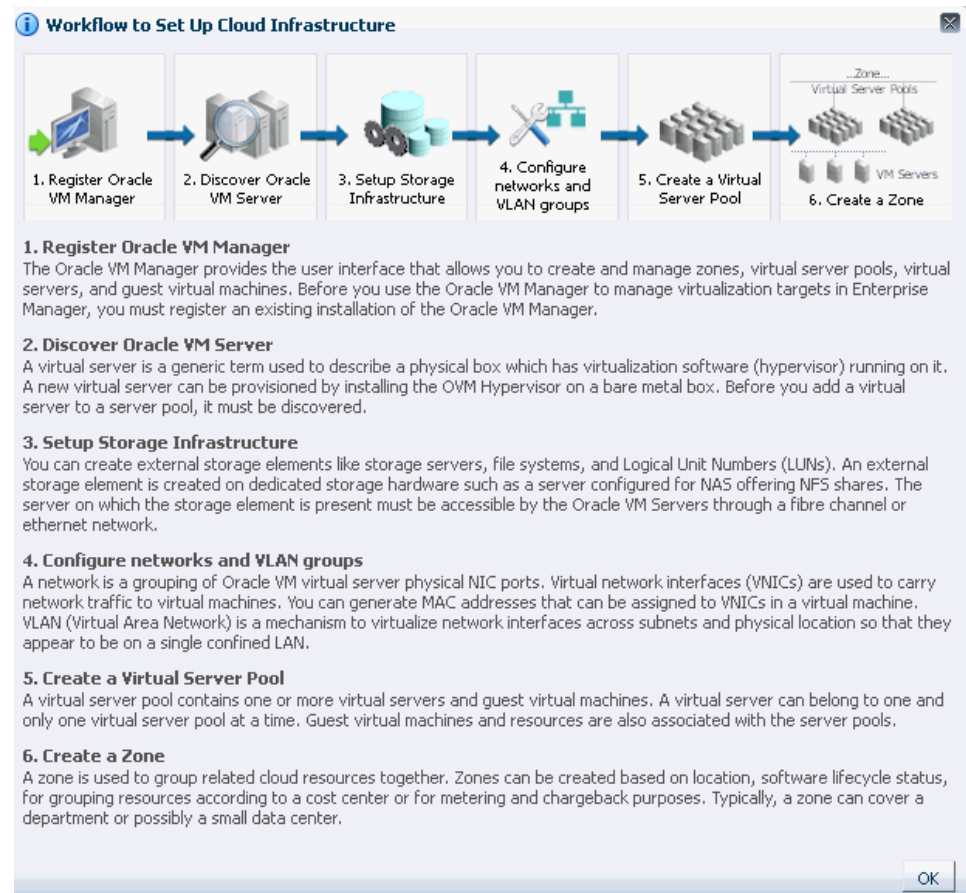 Workflow to Set Up Cloud Infrastructure
...Zone...
Virtual Server Pools
VM Servers
1. Register Oracle
VM Manager
2. Discover Oracle
VM Server
3. Setup Storage
Infrastructure
4. Configure
networks and
VLAN groups
5. Create a Virtual
Server Pool
6. Create a Zone
1. Register Oracle VM Manager
The Oracle VM Manager provides the user interface that allows you to create and manage zones, virtual server pools, virtual
servers, and guest virtual machines. Before you use the Oracle VM Manager to manage virtualization targets in Enterprise
Manager, you must register an existing installation of the Oracle VM Manager.
2. Discover Oracle VM Server
A virtual server is a generic term used to describe a physical box which has virtualization software (hypervisor) running on it.
A new virtual server can be provisioned by installing the OVM Hypervisor on a bare metal box. Before you add a virtual
server to a server pool, it must be discovered.
3. Setup Storage Infrastructure
You can create external storage elements like storage servers, file systems, and Logical Unit Numbers (LUNs). An external
storage element is created on dedicated storage hardware such as a server configured for NAS offering NFS shares. The
server on which the storage element is present must be accessible by the Oracle VM Servers through a fibre channel or
ethernet network.
4. Configure networks and VLAN groups
A network is a grouping of Oracle VM virtual server physical NIC ports. Virtual network interfaces (VNICs) are used to carry
network traffic to virtual machines. You can generate MAC addresses that can be assigned to VNICs in a virtual machine.
VLAN (Virtual Area Network) is a mechanism to virtualize network interfaces across subnets and physical location so that they
appear to be on a single confined LAN.
5. Create a Virtual Server Pool
A virtual server pool contains one or more virtual servers and guest virtual machines. A virtual server can belong to one and
only one virtual server pool at a time. Guest virtual machines and resources are also associated with the server pools.
6. Create a Zone
A zone is used to group related cloud resources together. Zones can be created based on location, software lifecycle status,
for grouping resources according to a cost center or for metering and chargeback purposes. Typically, a zone can cover a
department or possibly a small data center.
OK